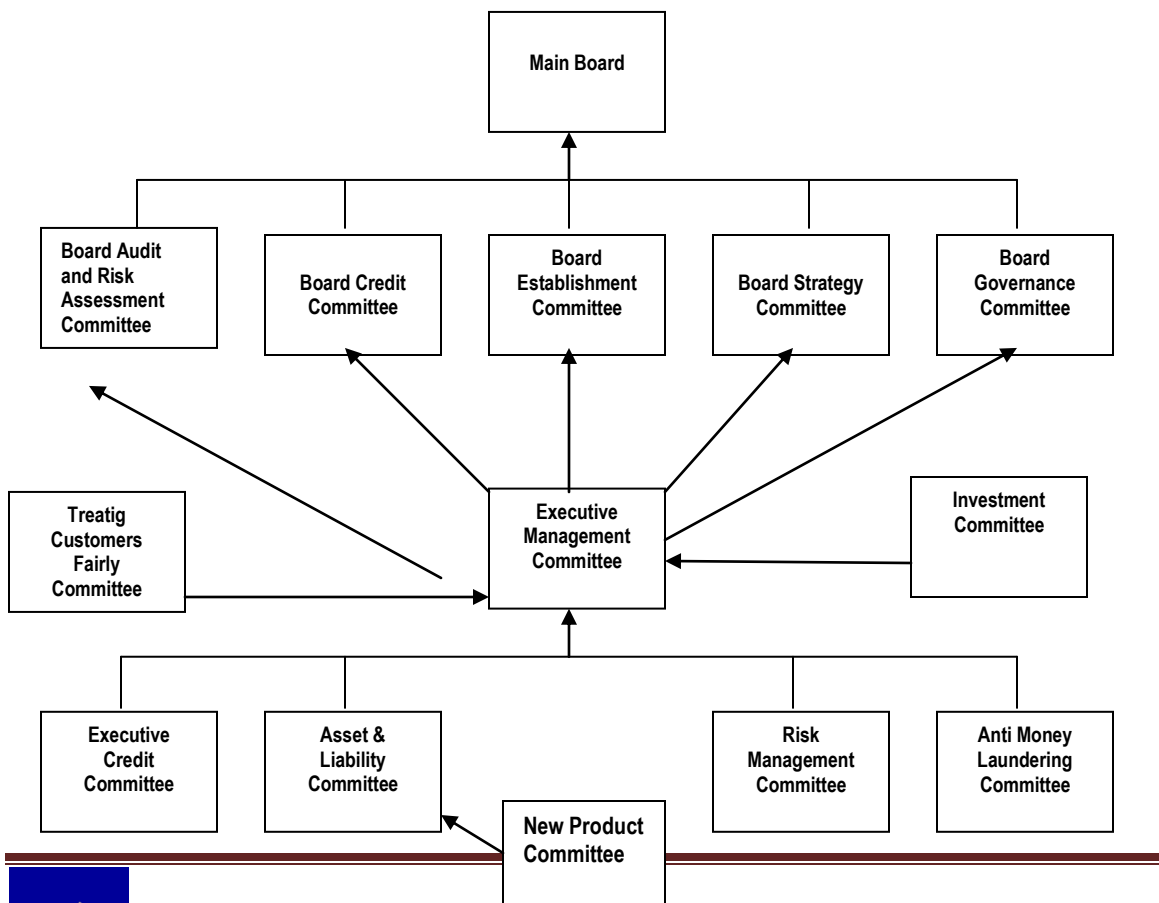 Main Board
Board Audit
and Risk
Assessment
Committee
Board Credit
Committee
Board
Establishment
Committee
Board Strategy
Committee
Board
Governance
Committee
Treatig
Customers
Fairly
Committee
Executive
Management
Committee
Investment
Committee
Executive
Credit
Committee
Asset &
Liability
Committee
Risk
Management
Committee
Anti Money
Laundering
Committee
New Product
Committee